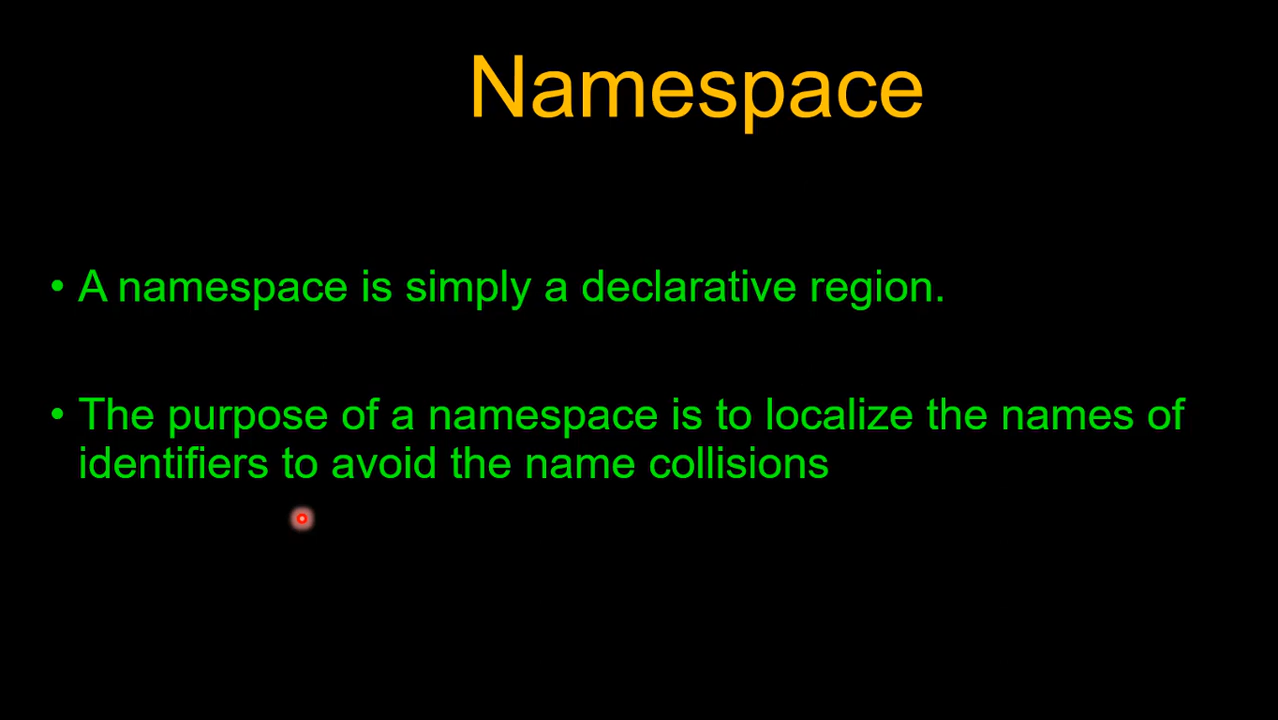 Namespace
• A namespace is simply a declarative region.
• The purpose of a namespace is to localize the names of
identifiers to avoid the name collisions